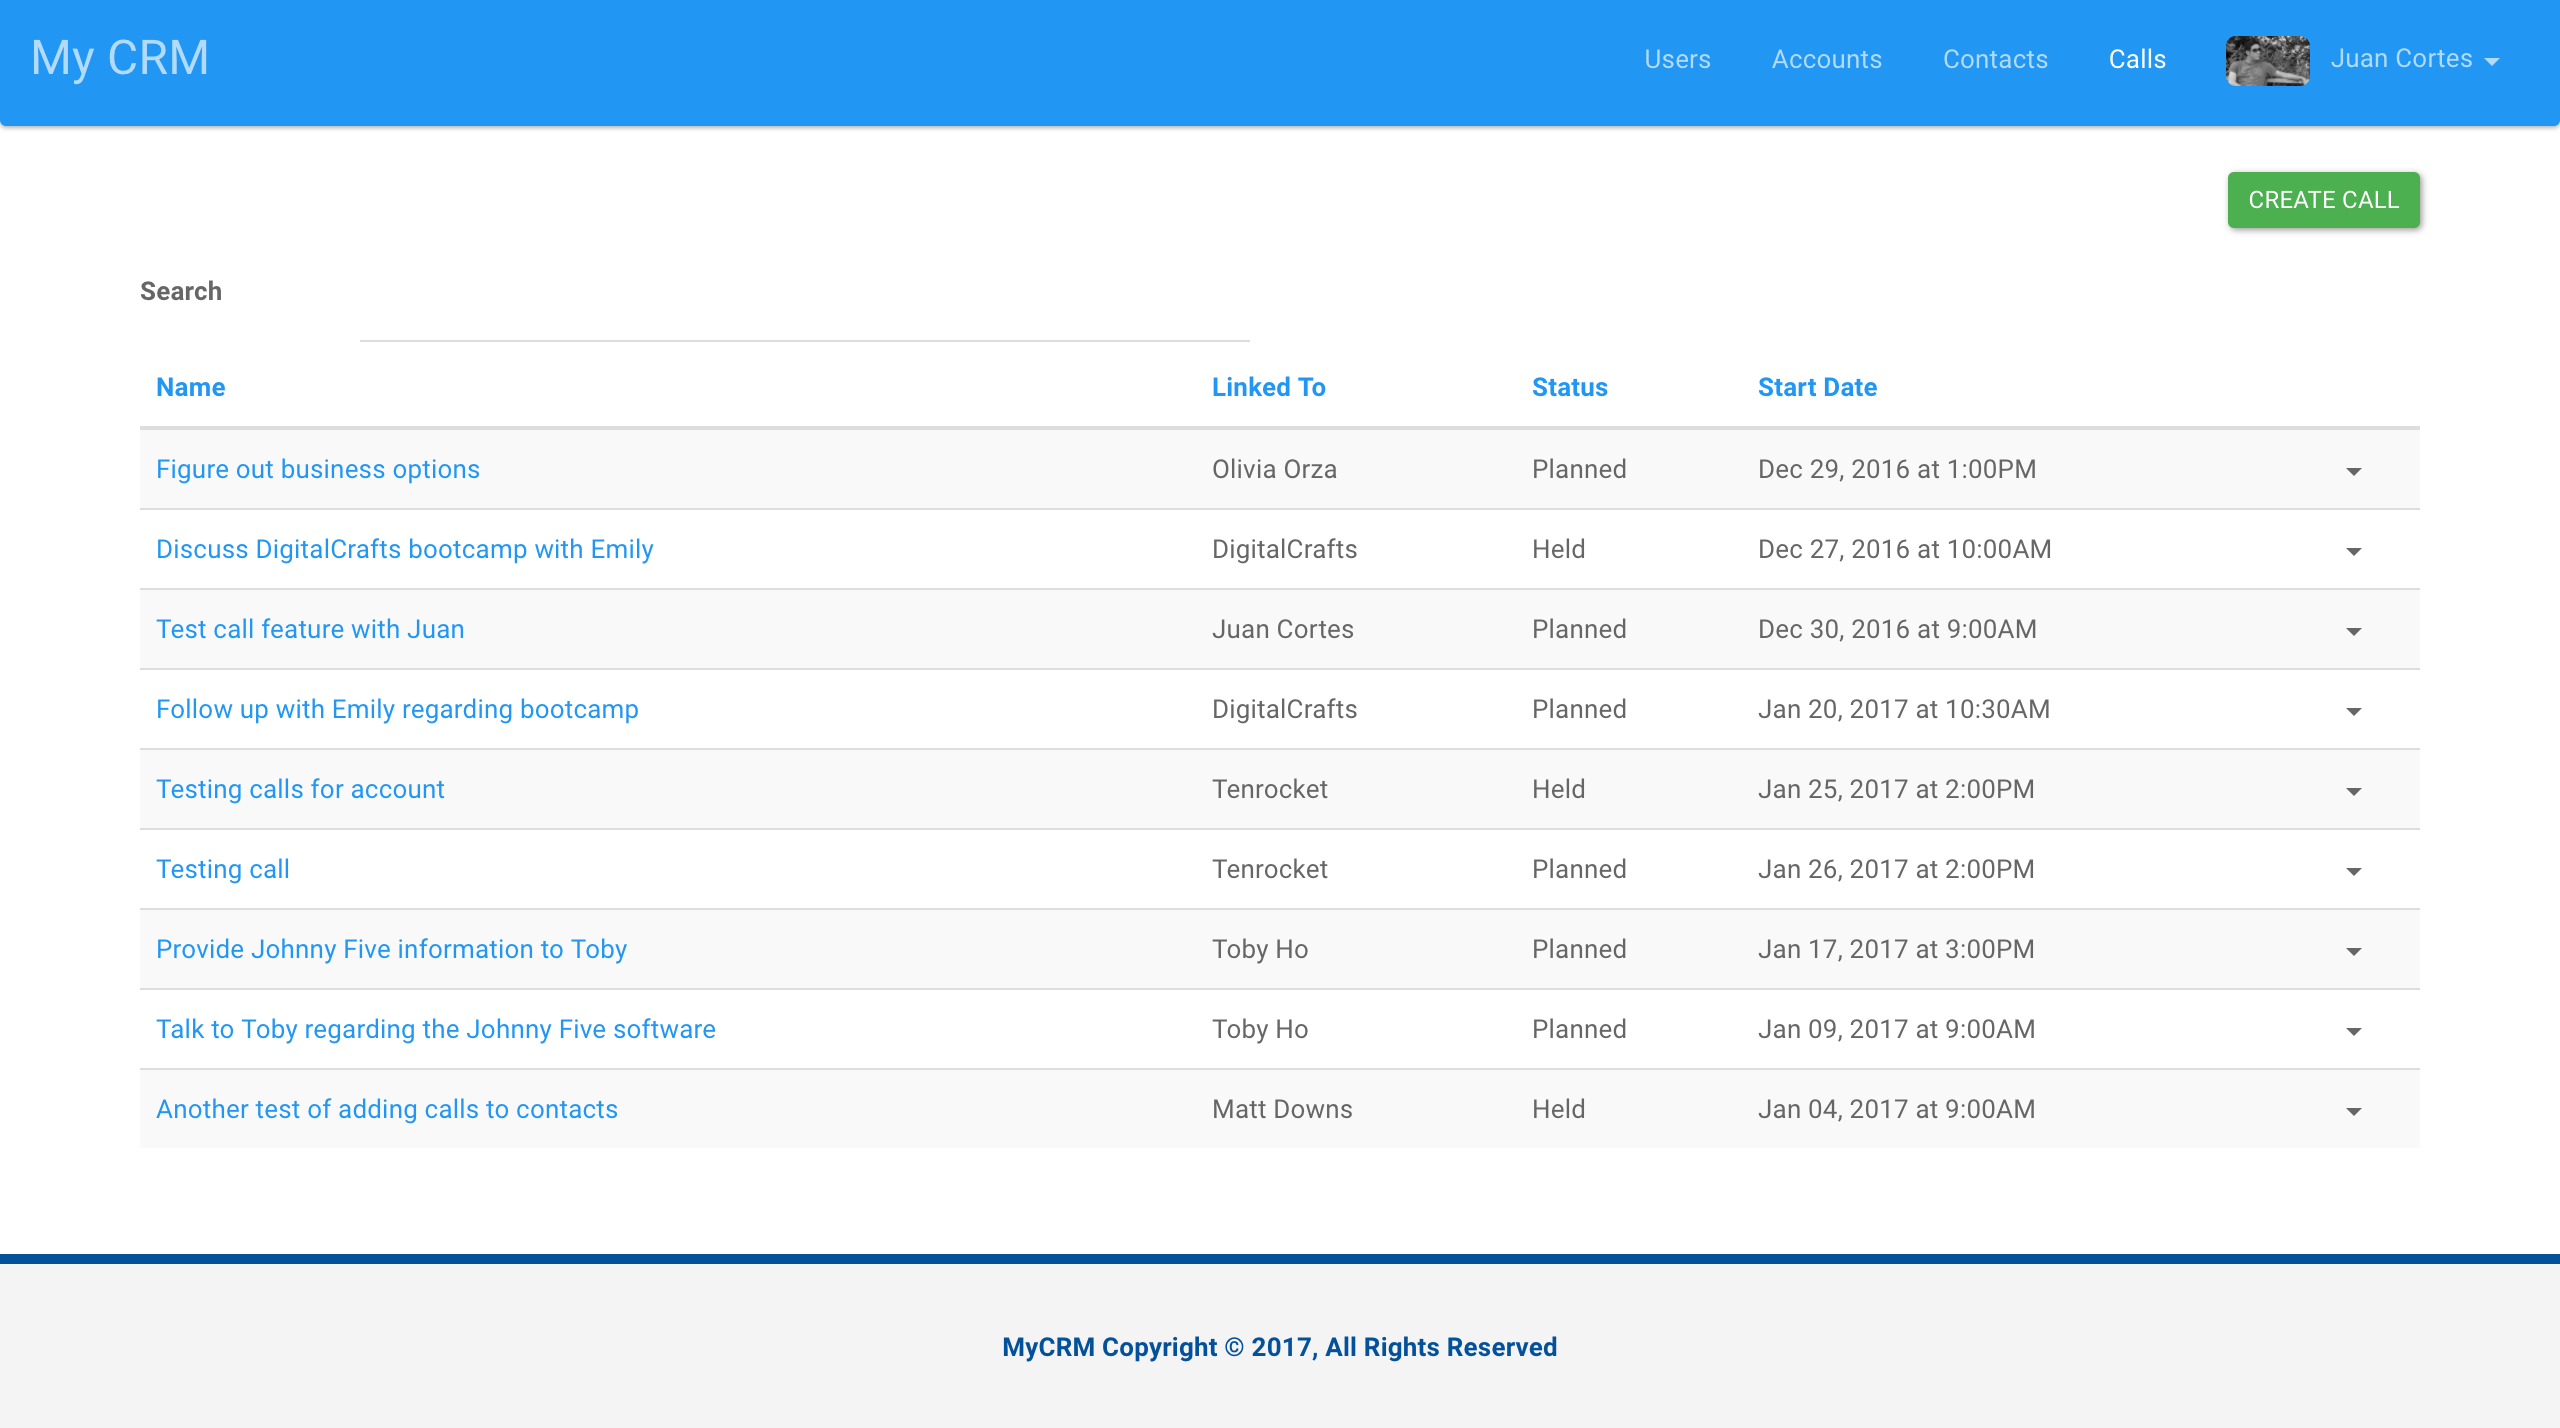 My CRM
Users Accounts Contacts Calls Juan Cortes
CREATE CALL
Search
Name Linked To Status Start Date
Figure out business options Olivia Orza Planned Dec 29, 2016 at 1:00PM
Discuss DigitalCrafts bootcamp with Emily DigitalCrafts Held Dec 27, 2016 at 10:00AM
Test call feature with Juan Juan Cortes Planned Dec 30, 2016 at 9:00AM
Follow up with Emily regarding bootcamp DigitalCrafts Planned Jan 20, 2017 at 10:30AM
Testing calls for account Tenrocket Held Jan 25, 2017 at 2:00PM
Testing call Tenrocket Planned Jan 26, 2017 at 2:00PM
Provide Johnny Five information to Toby Toby Ho Planned Jan 17, 2017 at 3:00PM
Talk to Toby regarding the Johnny Five software Toby Ho Planned Jan 09, 2017 at 9:00AM
Another test of adding calls to contacts Matt Downs Held Jan 04, 2017 at 9:00AM
MyCRM Copyright © 2017, All Rights Reserved